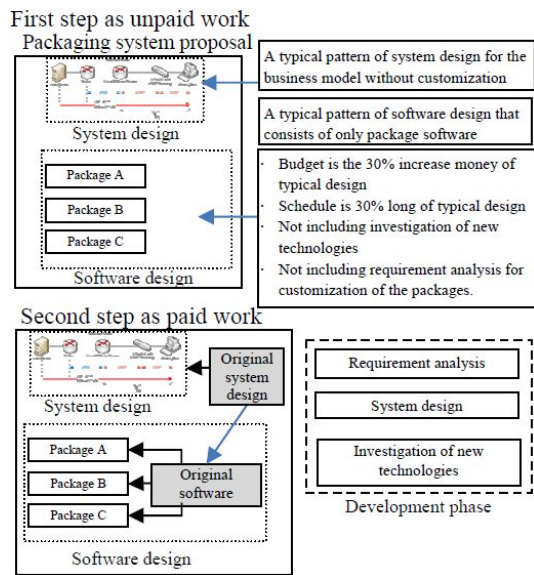 First step as unpaid work
Packaging system proposal
A typical pattern of system design for the
business model without customization
System design
A typical pattern of software design that
consists of only package software
Package A
Package B
Package C
Software design
· Budget is the 30% increase money of
typical design
· Schedule is 30% long of typical design
· Not including investigation of new
technologies
· Not including requirement analysis for
customization of the packages.
Second step as paid work
Original
system
design
System design
Package A
Package B
Package C
Original
software
Software design
Requirement analysis
System design
Investigation of new
technologies
Development phase